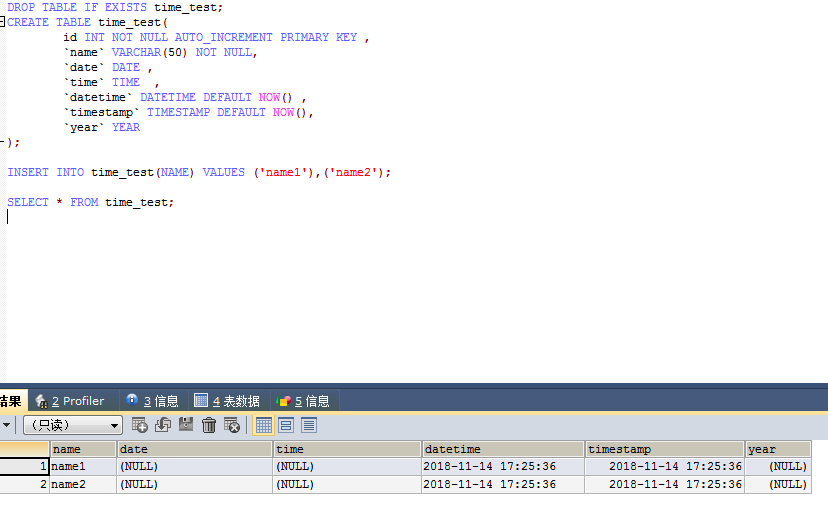 DROP TABLE IF EXISTS time_test;
CREATE TABLE time_test(
id INT NOT NULL AUTO_INCREMENT PRIMARY KEY ,
`name` VARCHAR(50) NOT NULL,
`date` DATE ,
`time` TIME ,
`datetime` DATETIME DEFAULT NOW() ,
`timestamp` TIMESTAMP DEFAULT NOW(),
`year` YEAR
);
INSERT INTO time_test(NAME) VALUES ('name1'),('name2');
SELECT * FROM time_test;
结果 2 Profiler 3 信息 4 表数据 5 信息
（只读）
name date time datetime timestamp year
1 name1 (NULL) (NULL) 2018-11-14 17:25:36 2018-11-14 17:25:36 (NULL)
2 name2 (NULL) (NULL) 2018-11-14 17:25:36 2018-11-14 17:25:36 (NULL)